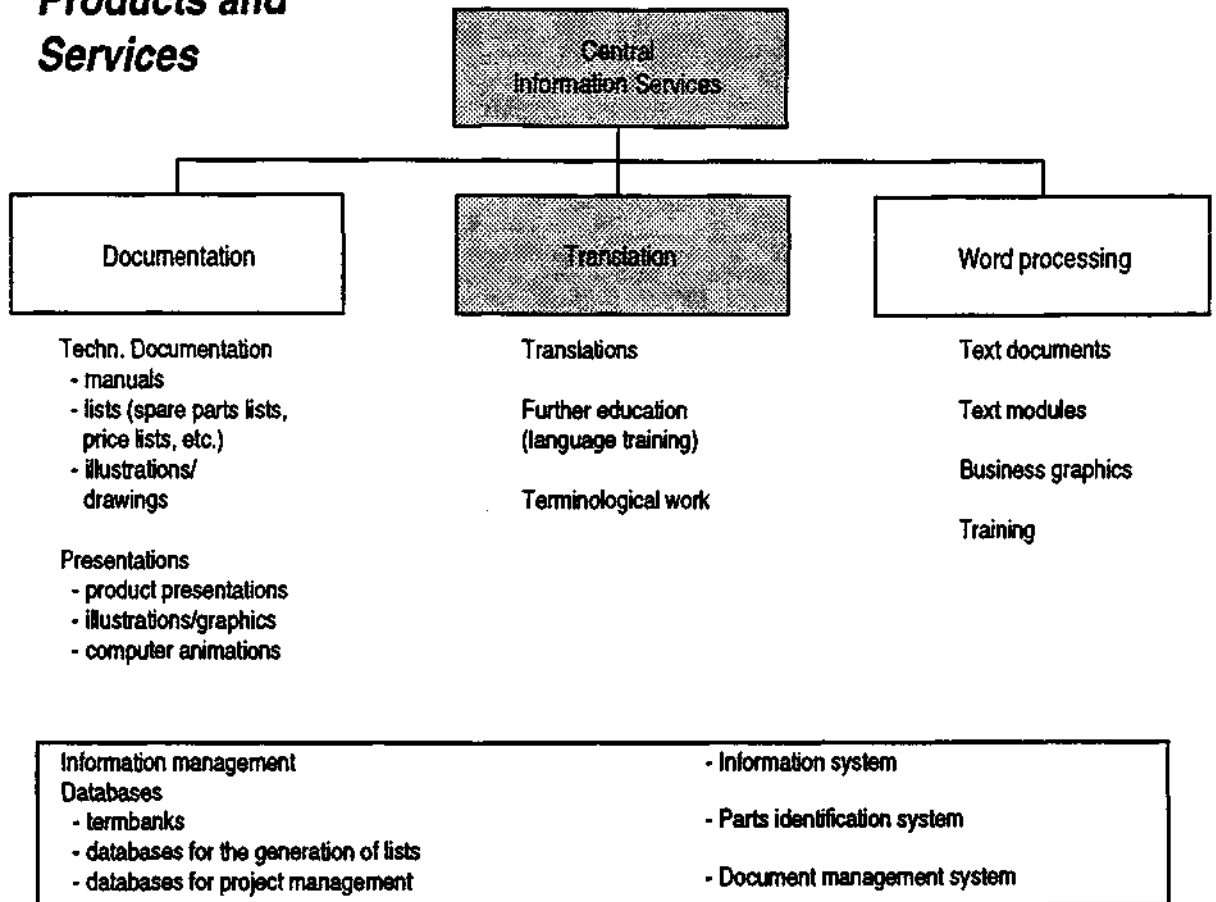 Products and
Services
Central
Information Services
Documentation
Translation
Word processing
Techn. Documentation
- manuals
- lists (spare parts lists,
price lists, etc.)
- illustrations/
drawings
Presentations
- product presentations
- illustrations/graphics
- computer animations
Translations
Further education
(language training)
Terminological work
Text documents
Text modules
Business graphics
Training
Information management
Databases
- termbanks
- databases for the generation of lists
- databases for project management
- Information system
- Parts identification system
- Document management system